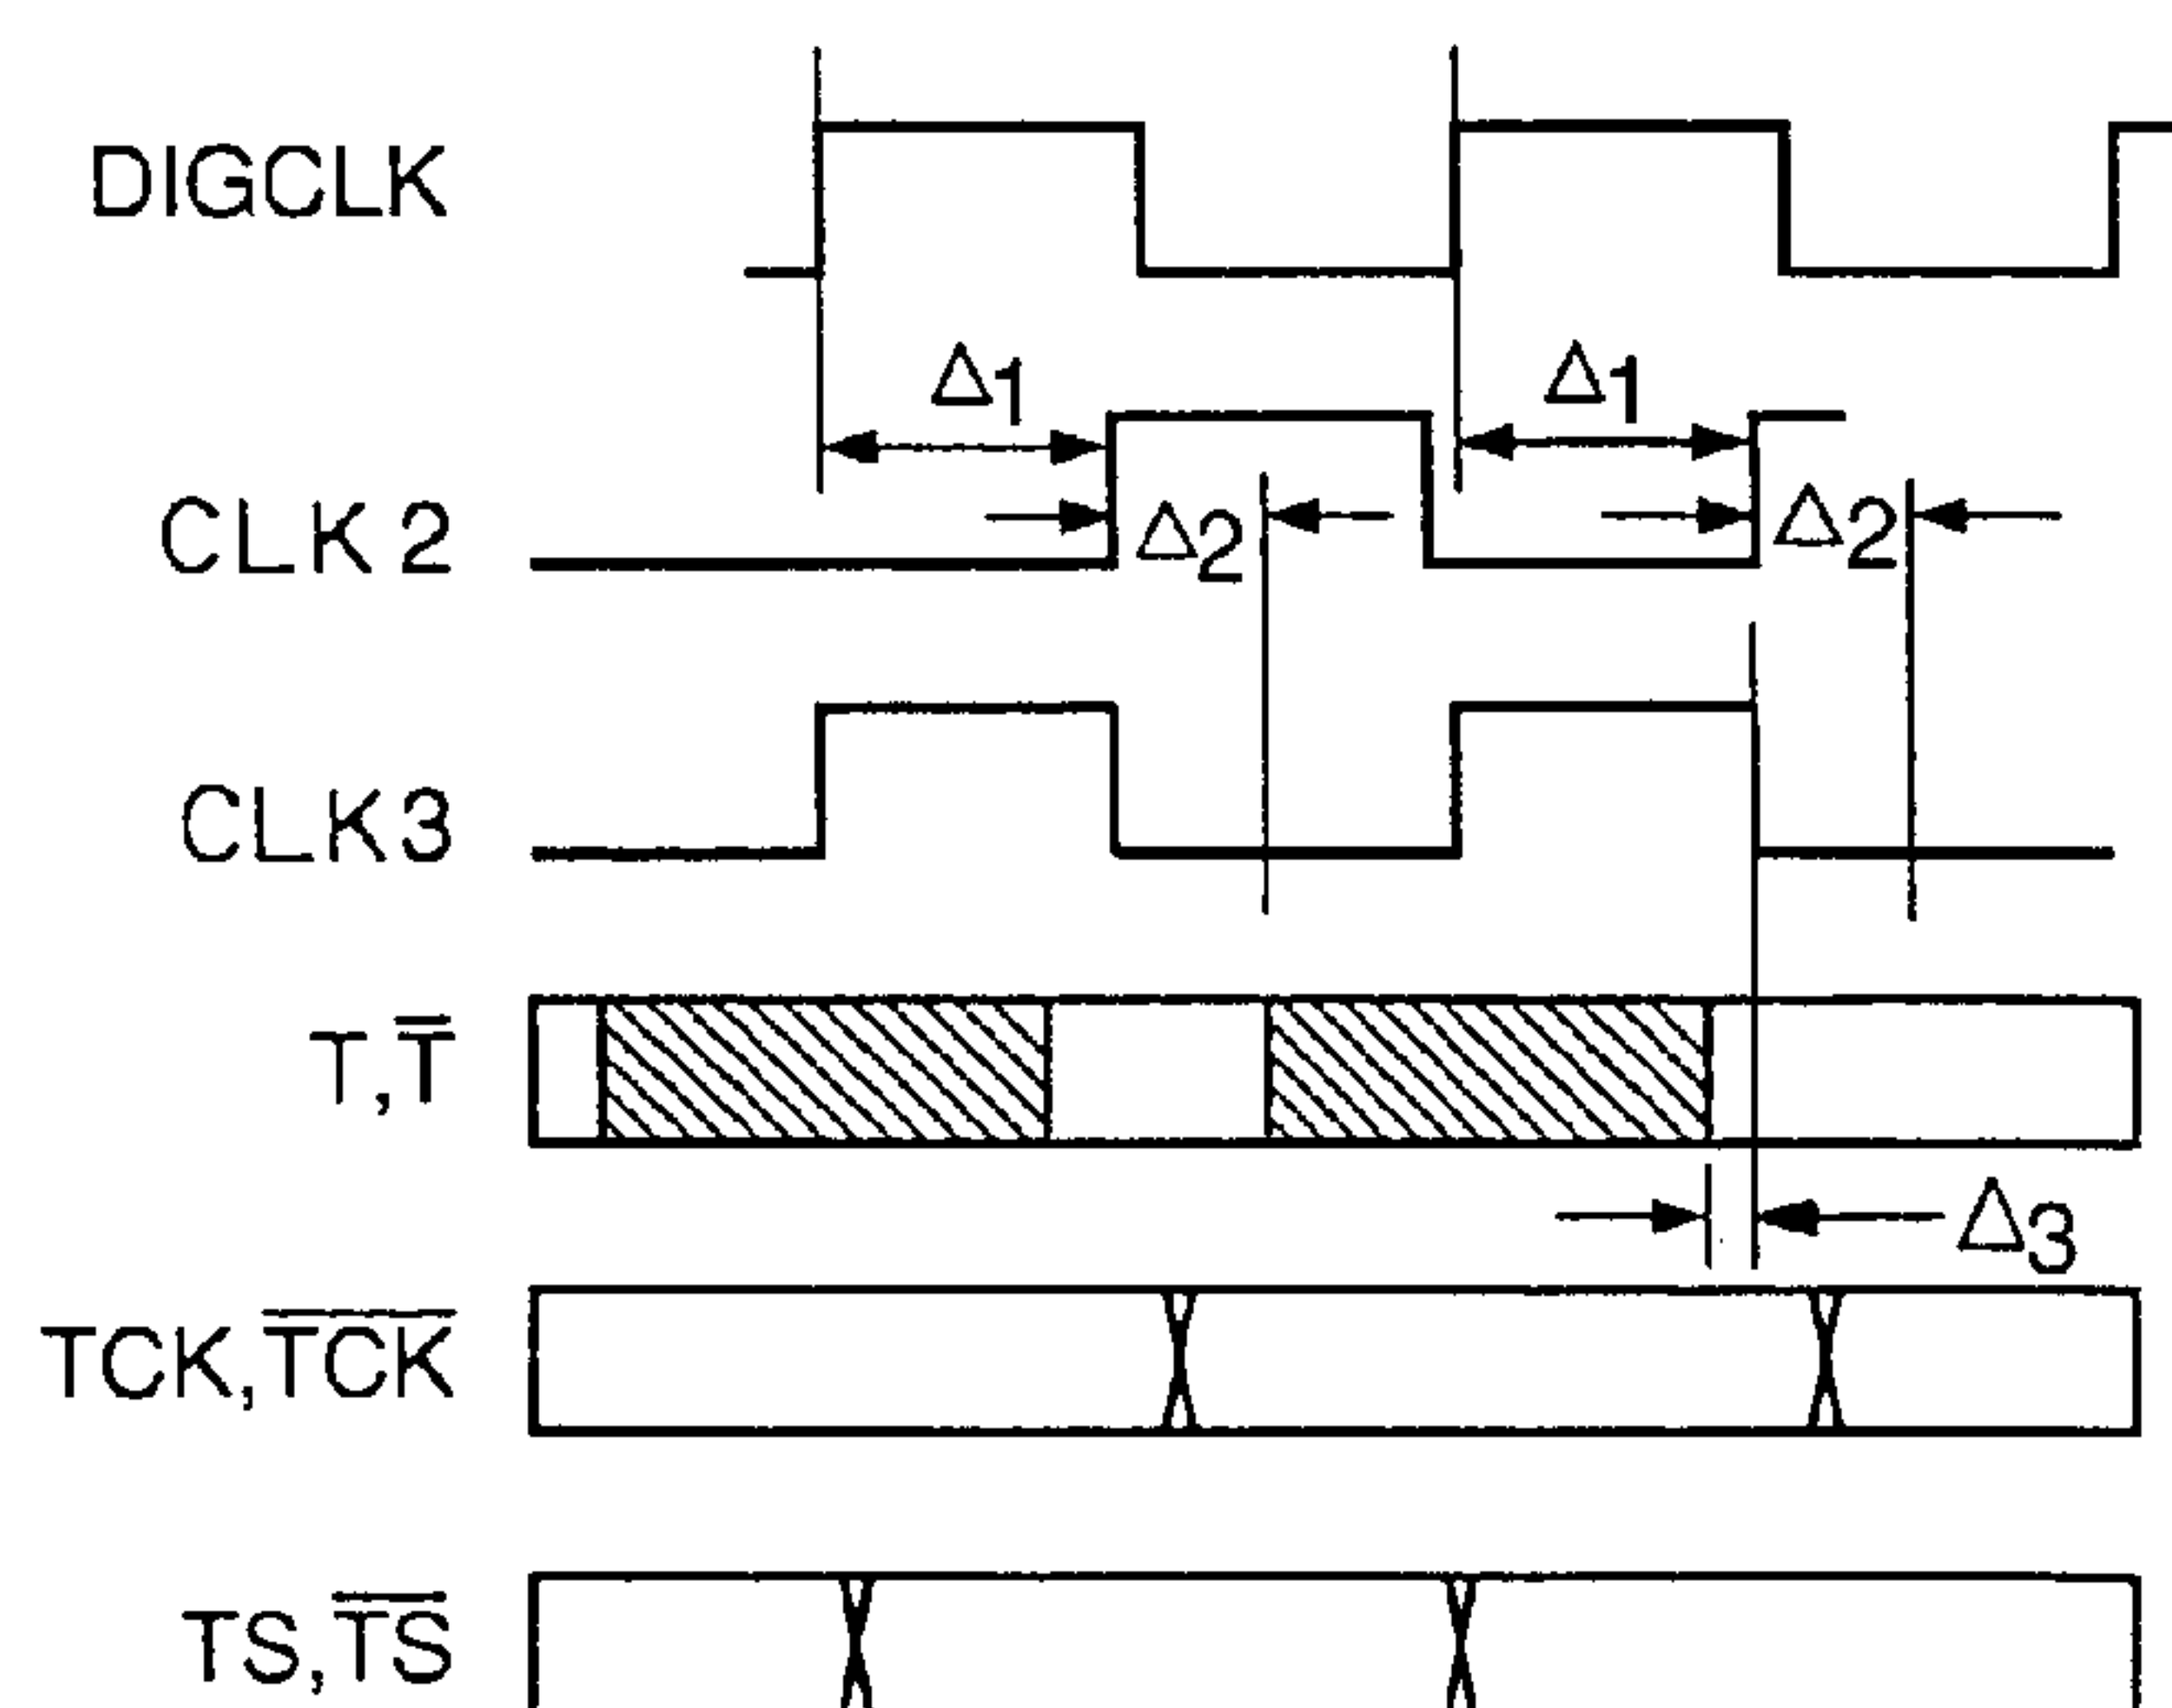 DIGCLK
Δ1 Δ1
CLK 2 Δ2 Δ2
CLK3
T, T̅
Δ3
TCK, T̅C̅K̅
TS, T̅S̅